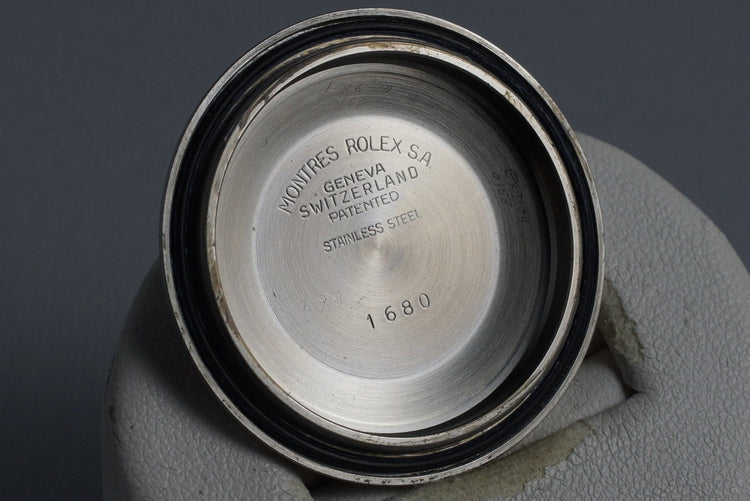 MONTRES ROLEX S.A.
GENEVA
SWITZERLAND
PATENTED
STAINLESS STEEL
1680